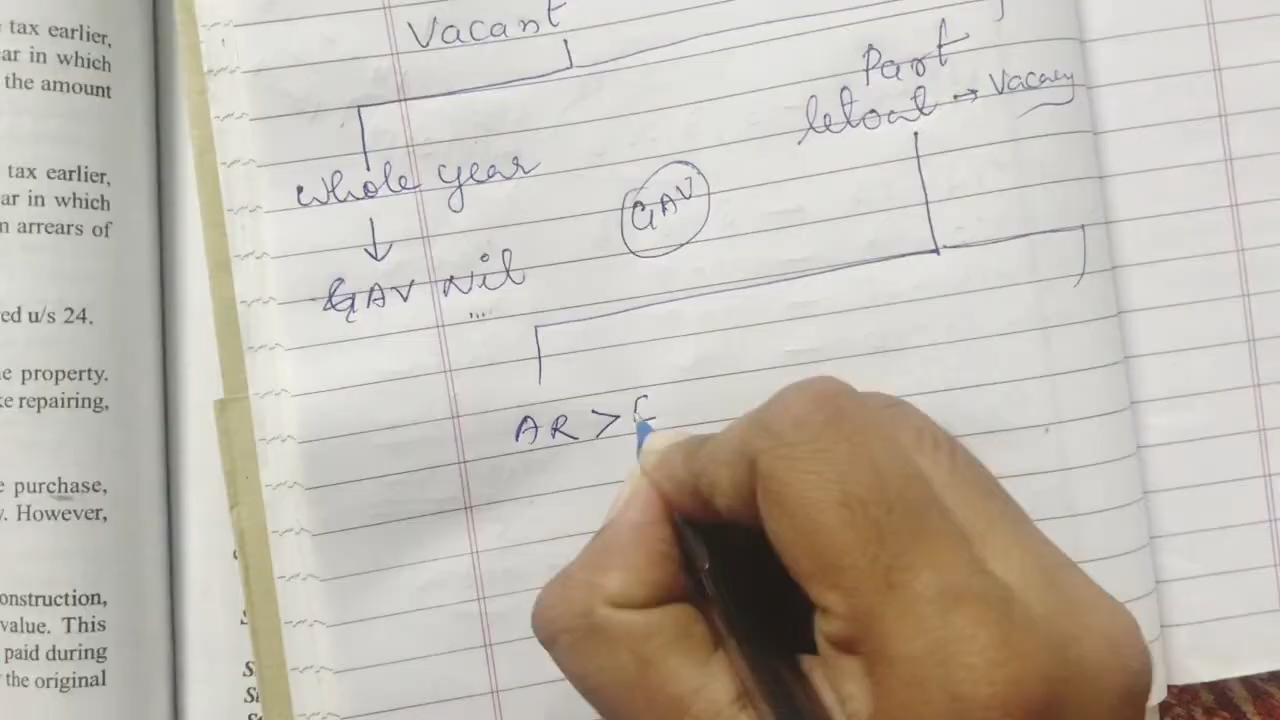 tax earlier,
ar in which
the amount
tax earlier,
ar in which
n arrears of
ed u/s 24.
e property.
ke repairing,
e purchase,
. However,
onstruction,
value. This
paid during
the original
Vacant
Part
letout → Vacancy
Whole year
GAV
GAV Nil
AR >